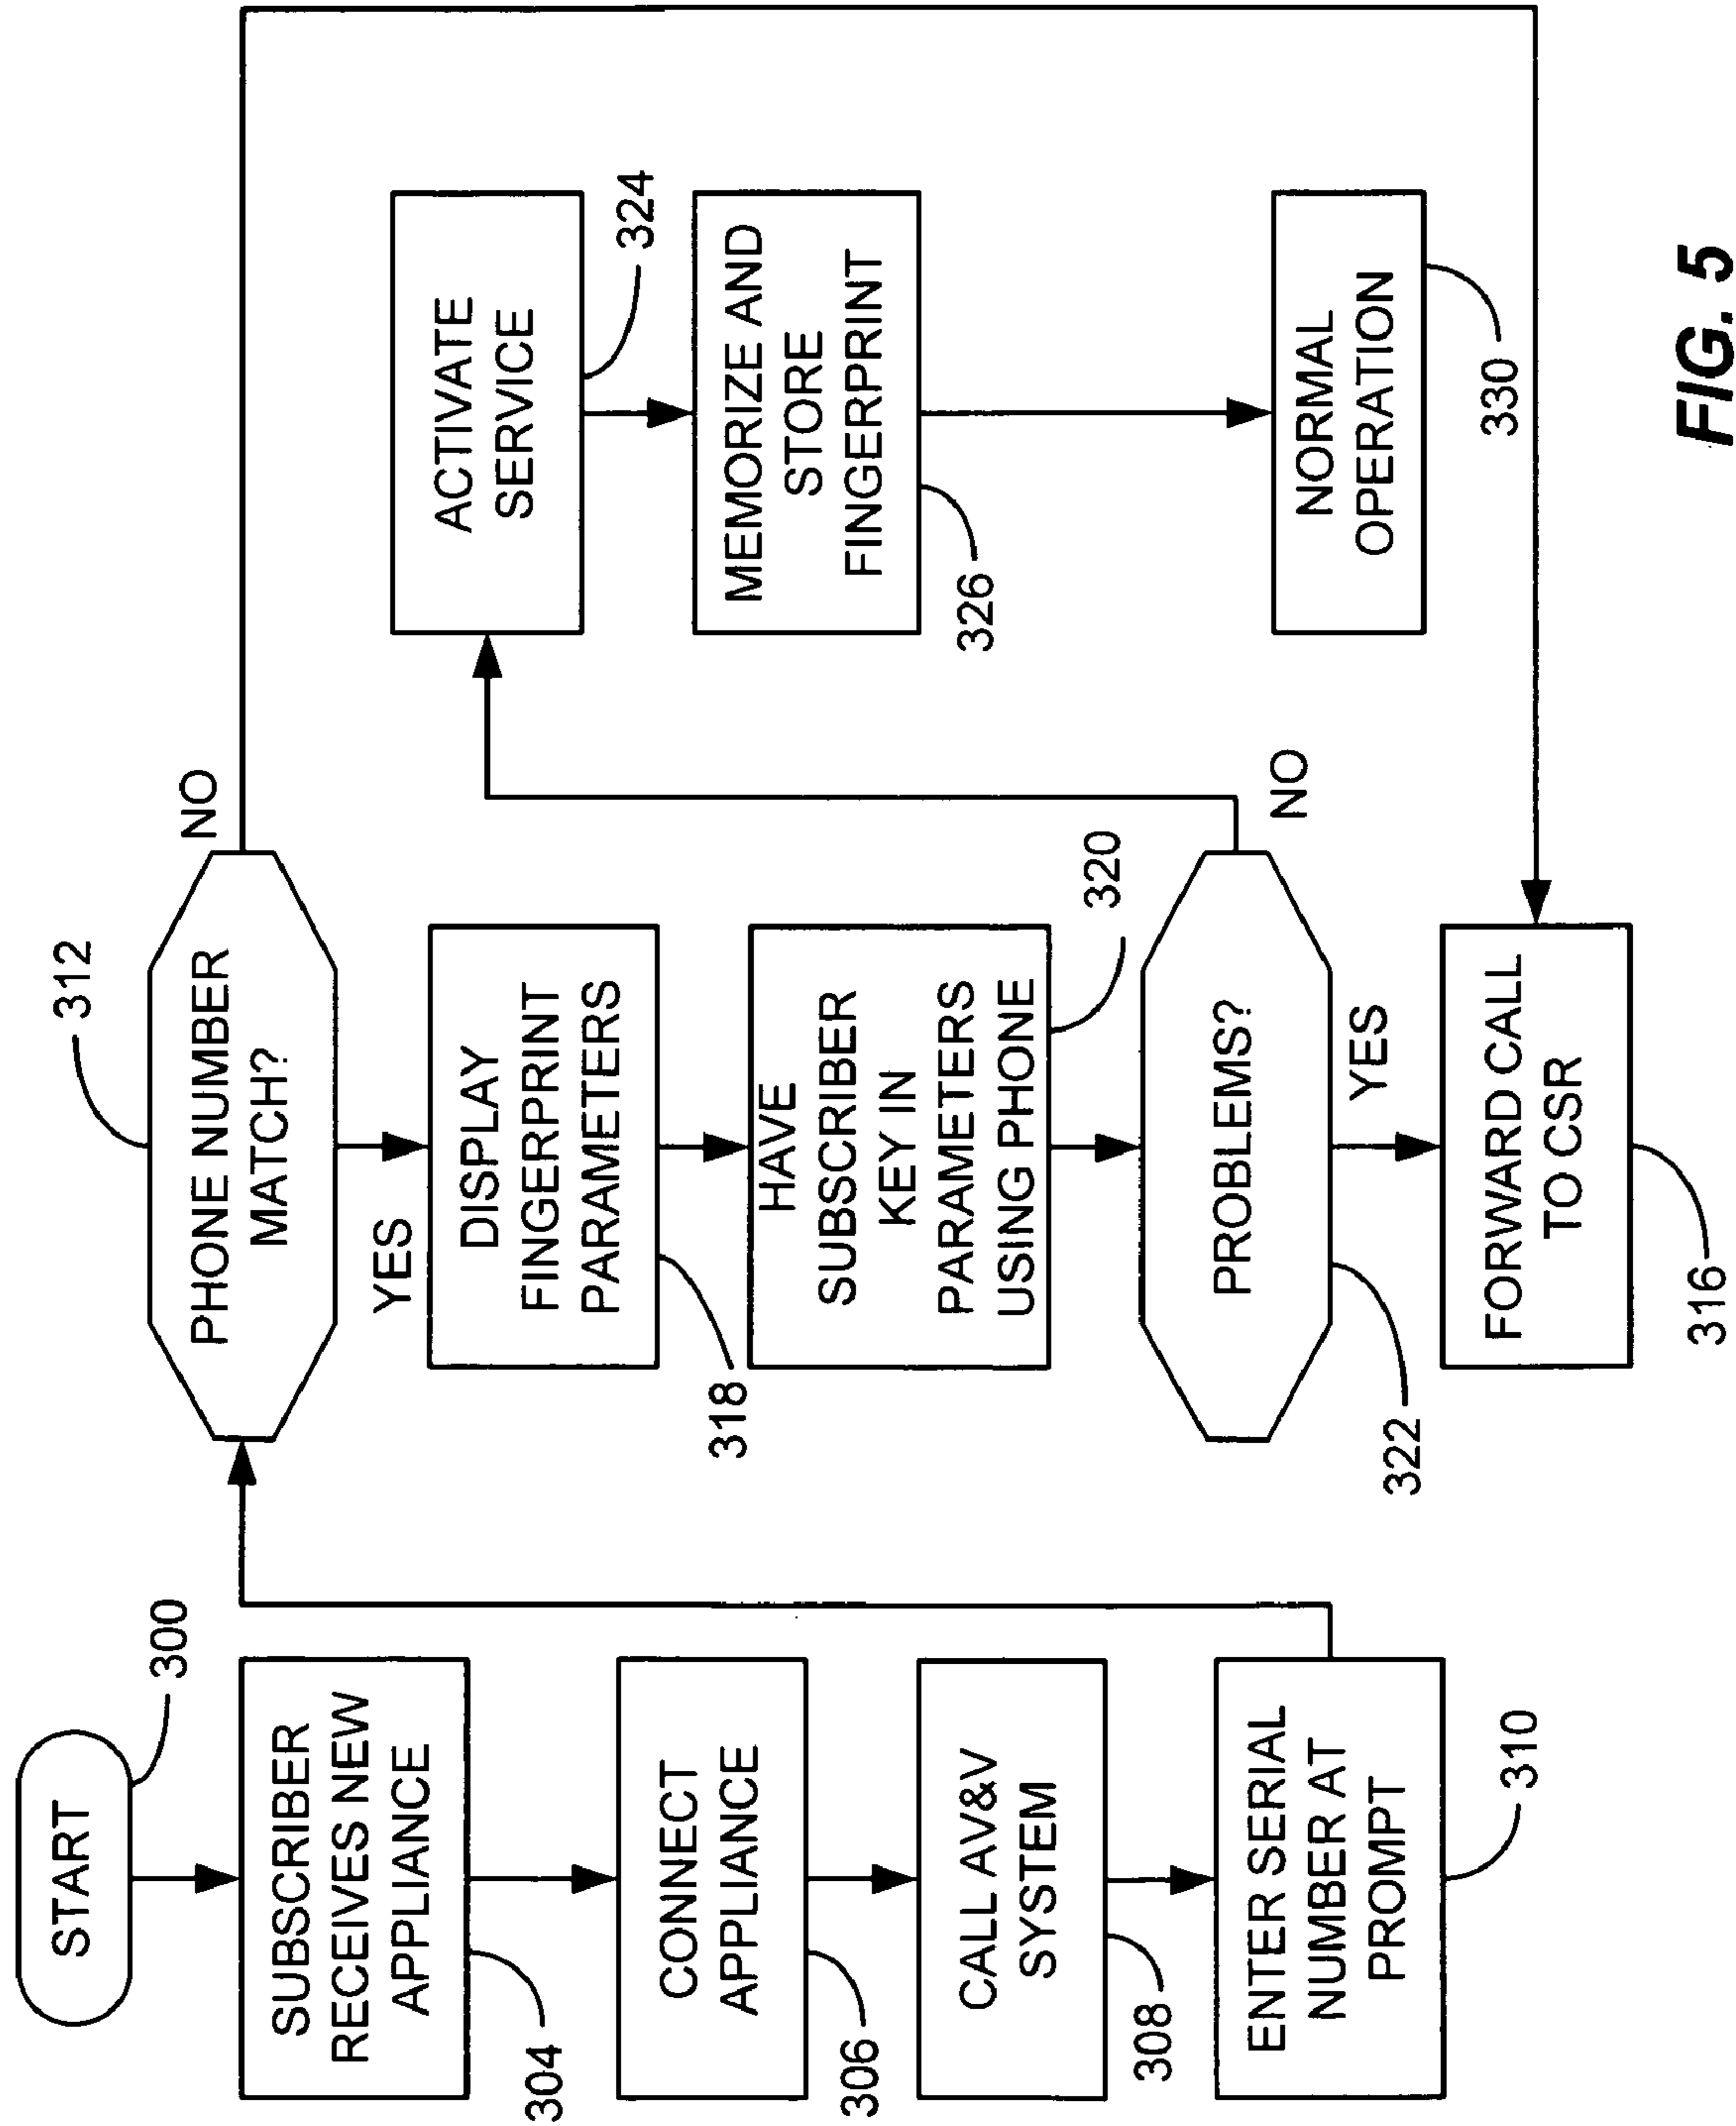 START
300
SUBSCRIBER
RECEIVES NEW
APPLIANCE
304
CONNECT
APPLIANCE
306
CALL AV&V
SYSTEM
308
ENTER SERIAL
NUMBER AT
PROMPT
310
312
PHONE NUMBER
MATCH?
NO
YES
DISPLAY
FINGERPRINT
PARAMETERS
318
HAVE
SUBSCRIBER
KEY IN
PARAMETERS
USING PHONE
320
PROBLEMS?
322
NO
YES
FORWARD CALL
TO CSR
316
ACTIVATE
SERVICE
324
MEMORIZE AND
STORE
FINGERPRINT
326
NORMAL
OPERATION
330
FIG. 5